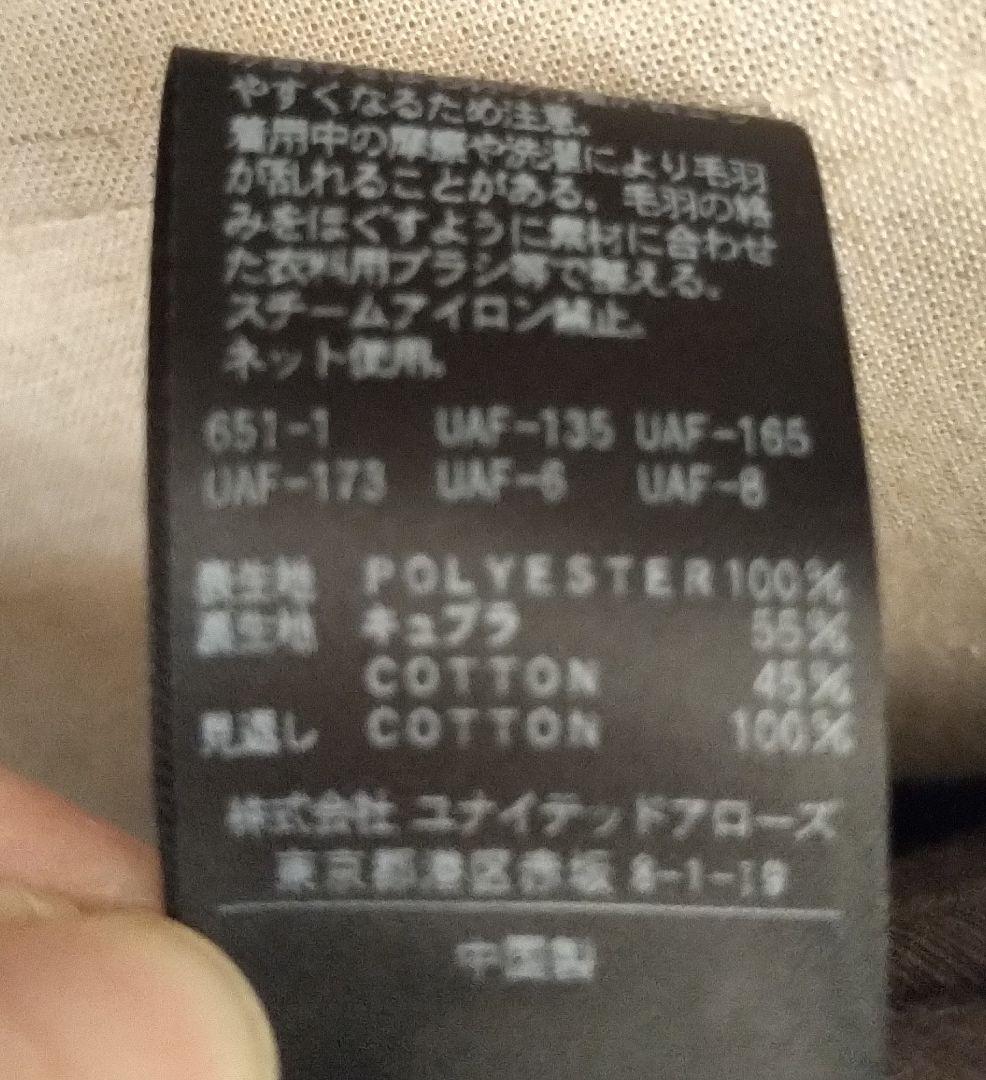 やすくなるため注意。
着用中の摩擦や洗濯により毛羽
が乱れることがある。毛羽の絡
みをほぐすように素材に合わせ
た衣料用ブラシ等で整える。
スチームアイロン禁止。
ネット使用。
651-1 UAF-135 UAF-165
UAF-173 UAF-6 UAF-8
表生地 POLYESTER100%
裏生地 キュプラ 55%
COTTON 45%
見返し COTTON 100%
株式会社 ユナイテッドアローズ
東京都港区赤坂 8-1-19
中国製